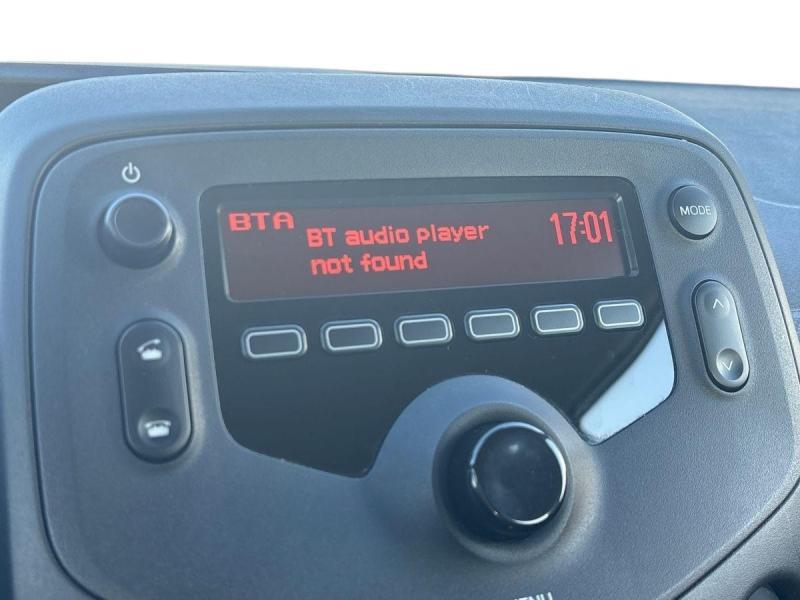 BTA
BT audio player
not found
17:01
MODE